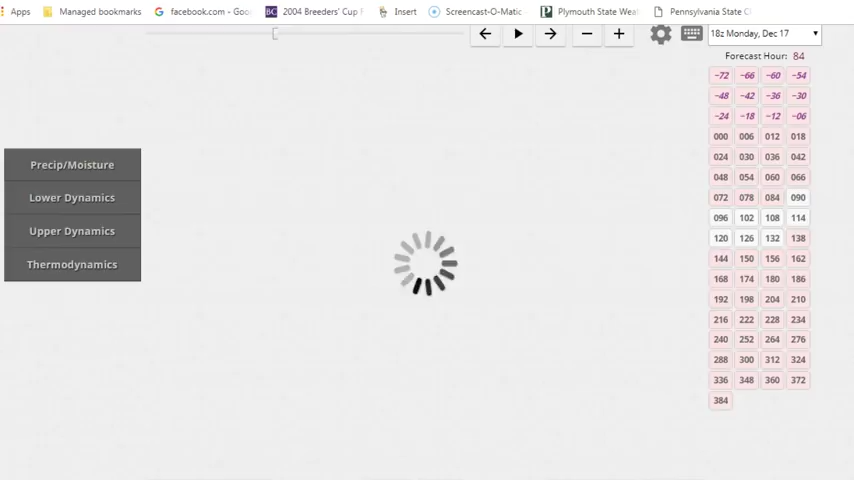 Apps Managed bookmarks facebook.com - Goo 2004 Breeders' Cup Insert Screencast-O-Matic Plymouth State Wea Pennsylvania State C
18z Monday, Dec 17
Forecast Hour: 84
-72 -66 -60 -54
-48 -42 -36 -30
-24 -18 -12 -06
000 006 012 018
024 030 036 042
048 054 060 066
072 078 084 090
096 102 108 114
120 126 132 138
144 150 156 162
168 174 180 186
192 198 204 210
216 222 228 234
240 252 264 276
288 300 312 324
336 348 360 372
384
Precip/Moisture
Lower Dynamics
Upper Dynamics
Thermodynamics